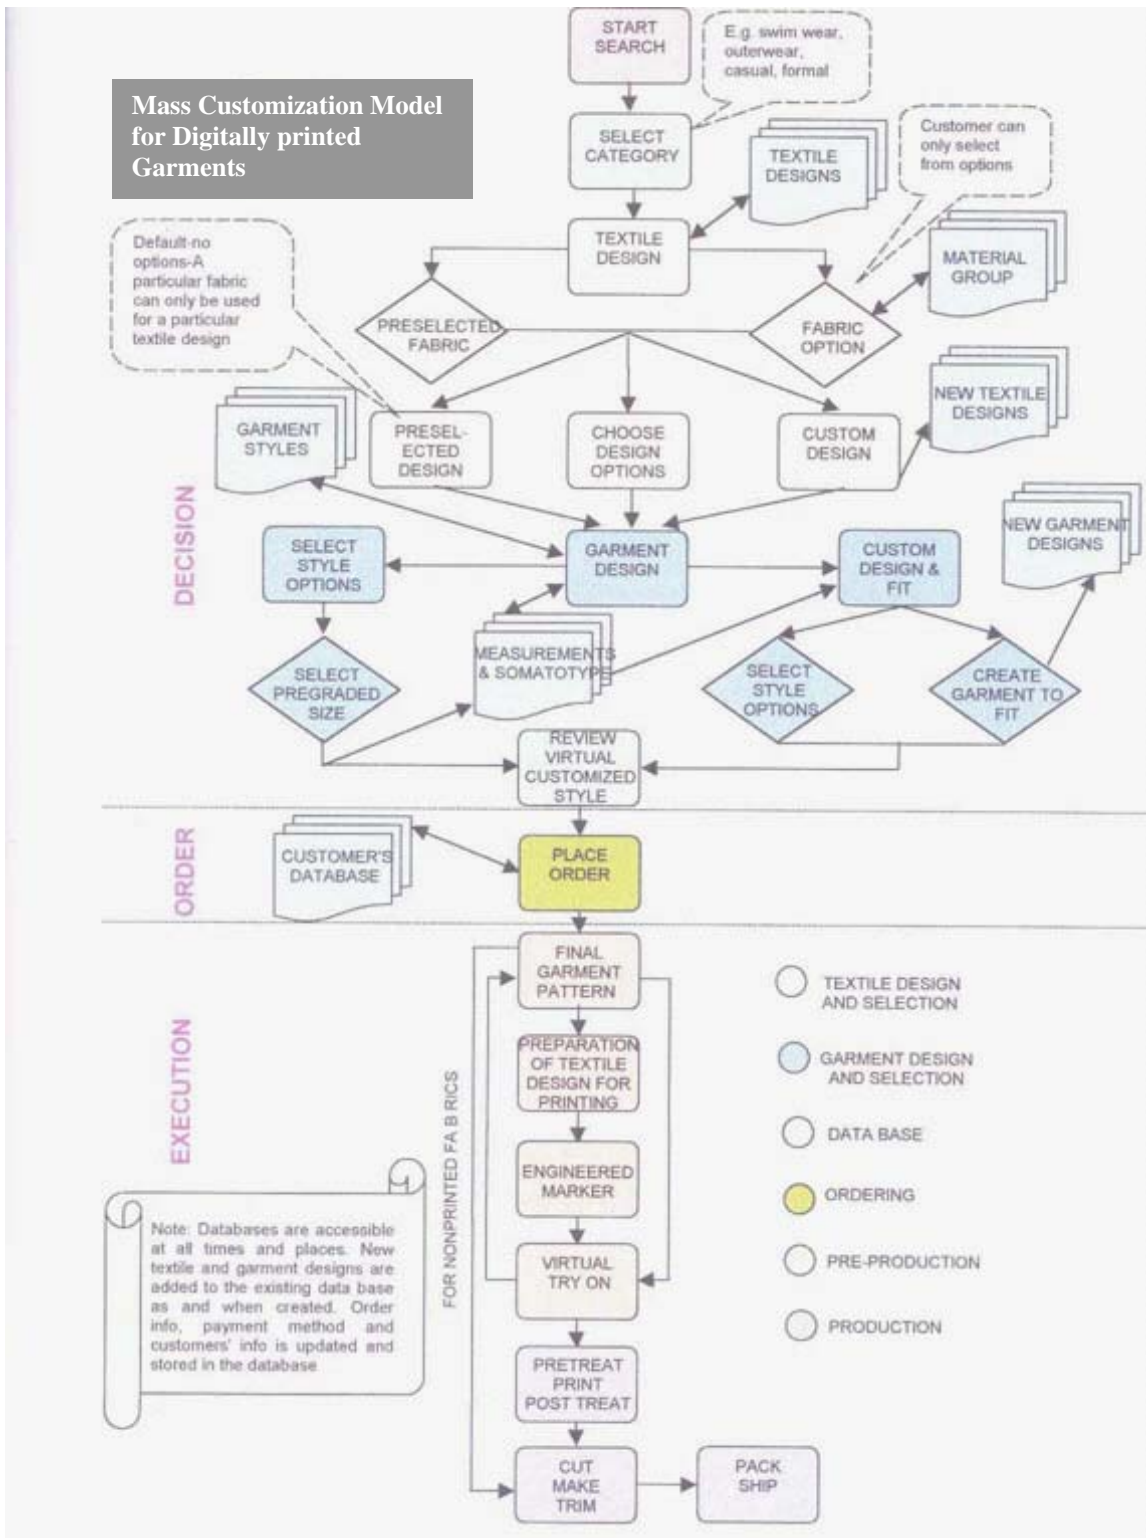 START
SEARCH
E.g. swim wear,
outerwear,
casual, formal
Mass Customization Model
for Digitally printed
Garments
SELECT
CATEGORY
TEXTILE
DESIGNS
Customer can
only select
from options
TEXTILE
DESIGN
MATERIAL
GROUP
Default-no
options-A
particular fabric
can only be used
for a particular
textile design
PRESELECTED
FABRIC
FABRIC
OPTION
NEW TEXTILE
DESIGNS
GARMENT
STYLES
PRESEL-
ECTED
DESIGN
CHOOSE
DESIGN
OPTIONS
CUSTOM
DESIGN
DECISION
NEW GARMENT
DESIGNS
SELECT
STYLE
OPTIONS
GARMENT
DESIGN
CUSTOM
DESIGN &
FIT
MEASUREMENTS
& SOMATOTYPE
SELECT
PREGRADED
SIZE
SELECT
STYLE
OPTIONS
CREATE
GARMENT TO
FIT
REVIEW
VIRTUAL
CUSTOMIZED
STYLE
ORDER
CUSTOMER'S
DATABASE
PLACE
ORDER
EXECUTION
FINAL
GARMENT
PATTERN
PREPARATION
OF TEXTILE
DESIGN FOR
PRINTING
ENGINEERED
MARKER
VIRTUAL
TRY ON
FOR NONPRINTED FA B RICS
PRETREAT
PRINT
POST TREAT
CUT
MAKE
TRIM
PACK
SHIP
TEXTILE DESIGN
AND SELECTION
GARMENT DESIGN
AND SELECTION
DATA BASE
ORDERING
PRE-PRODUCTION
PRODUCTION
Note: Databases are accessible
at all times and places. New
textile and garment designs are
added to the existing data base
as and when created. Order
info, payment method and
customers' info is updated and
stored in the database